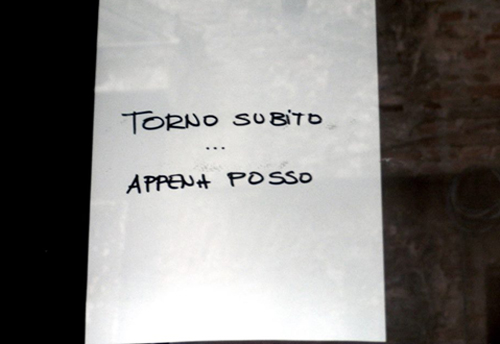 TORNO SUBITO
...
APPENA POSSO